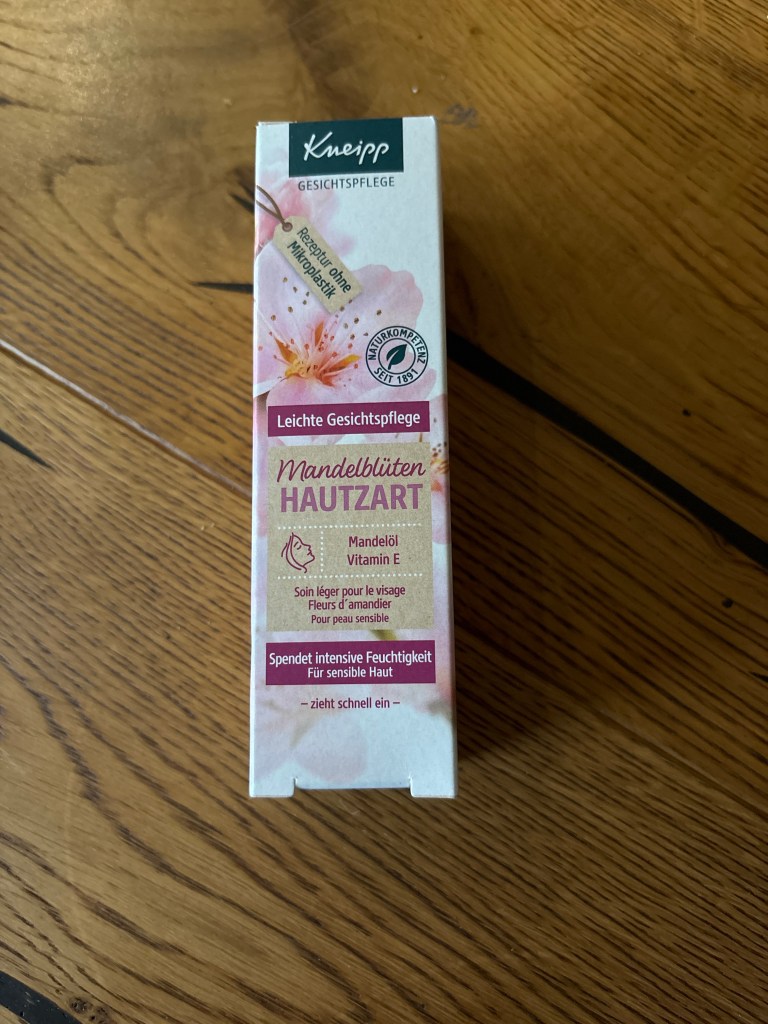 Kneipp
GESICHTSPFLEGE
Rezeptur ohne
Mikroplastik
NATURKOMPETENZ
SEIT 1891
Leichte Gesichtspflege
Mandelblüten
HAUTZART
Mandelöl
Vitamin E
Soin léger pour le visage
Fleurs d´amandier
Pour peau sensible
Spendet intensive Feuchtigkeit
Für sensible Haut
– zieht schnell ein –